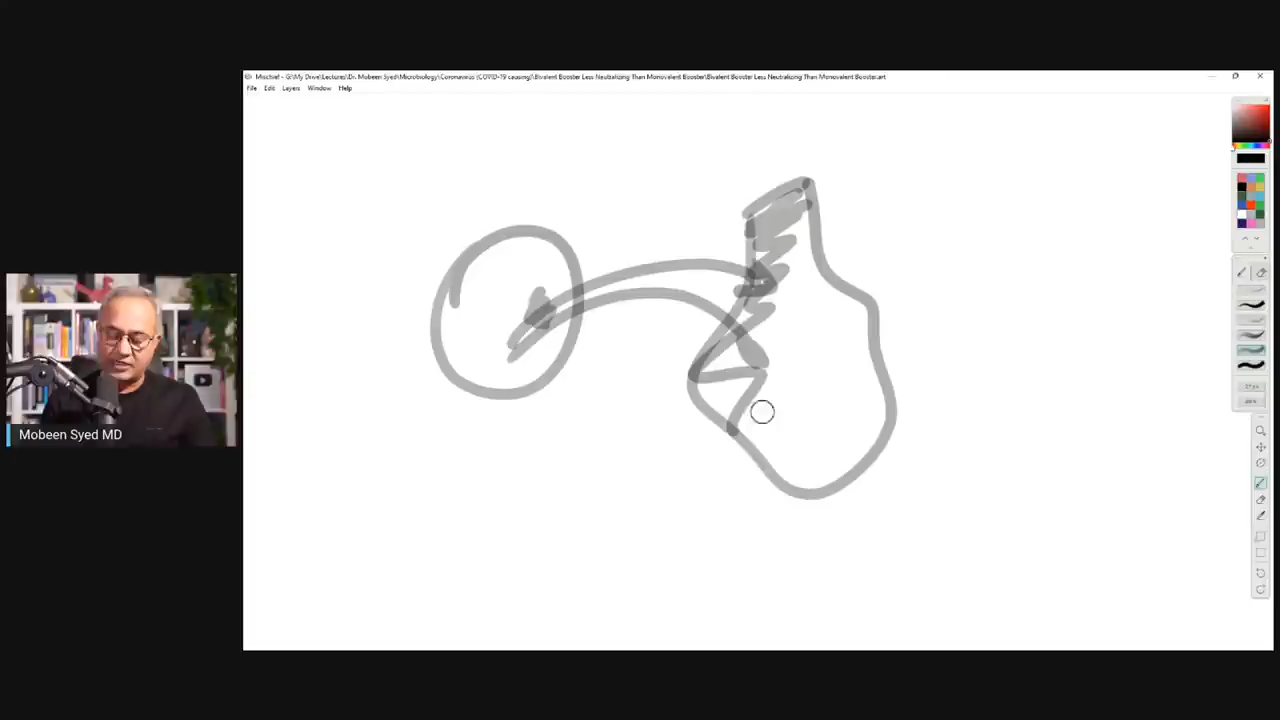 Mischief - G:\My Drive\Lectures\Dr. Mobeen Syed\Microbiology\Coronavirus (COVID-19 causing)\Bivalent Booster Less Neutralizing Than Monovalent Booster\Bivalent Booster Less Neutralizing Than Monovalent Booster.art
File Edit Layers Window Help
Mobeen Syed MD